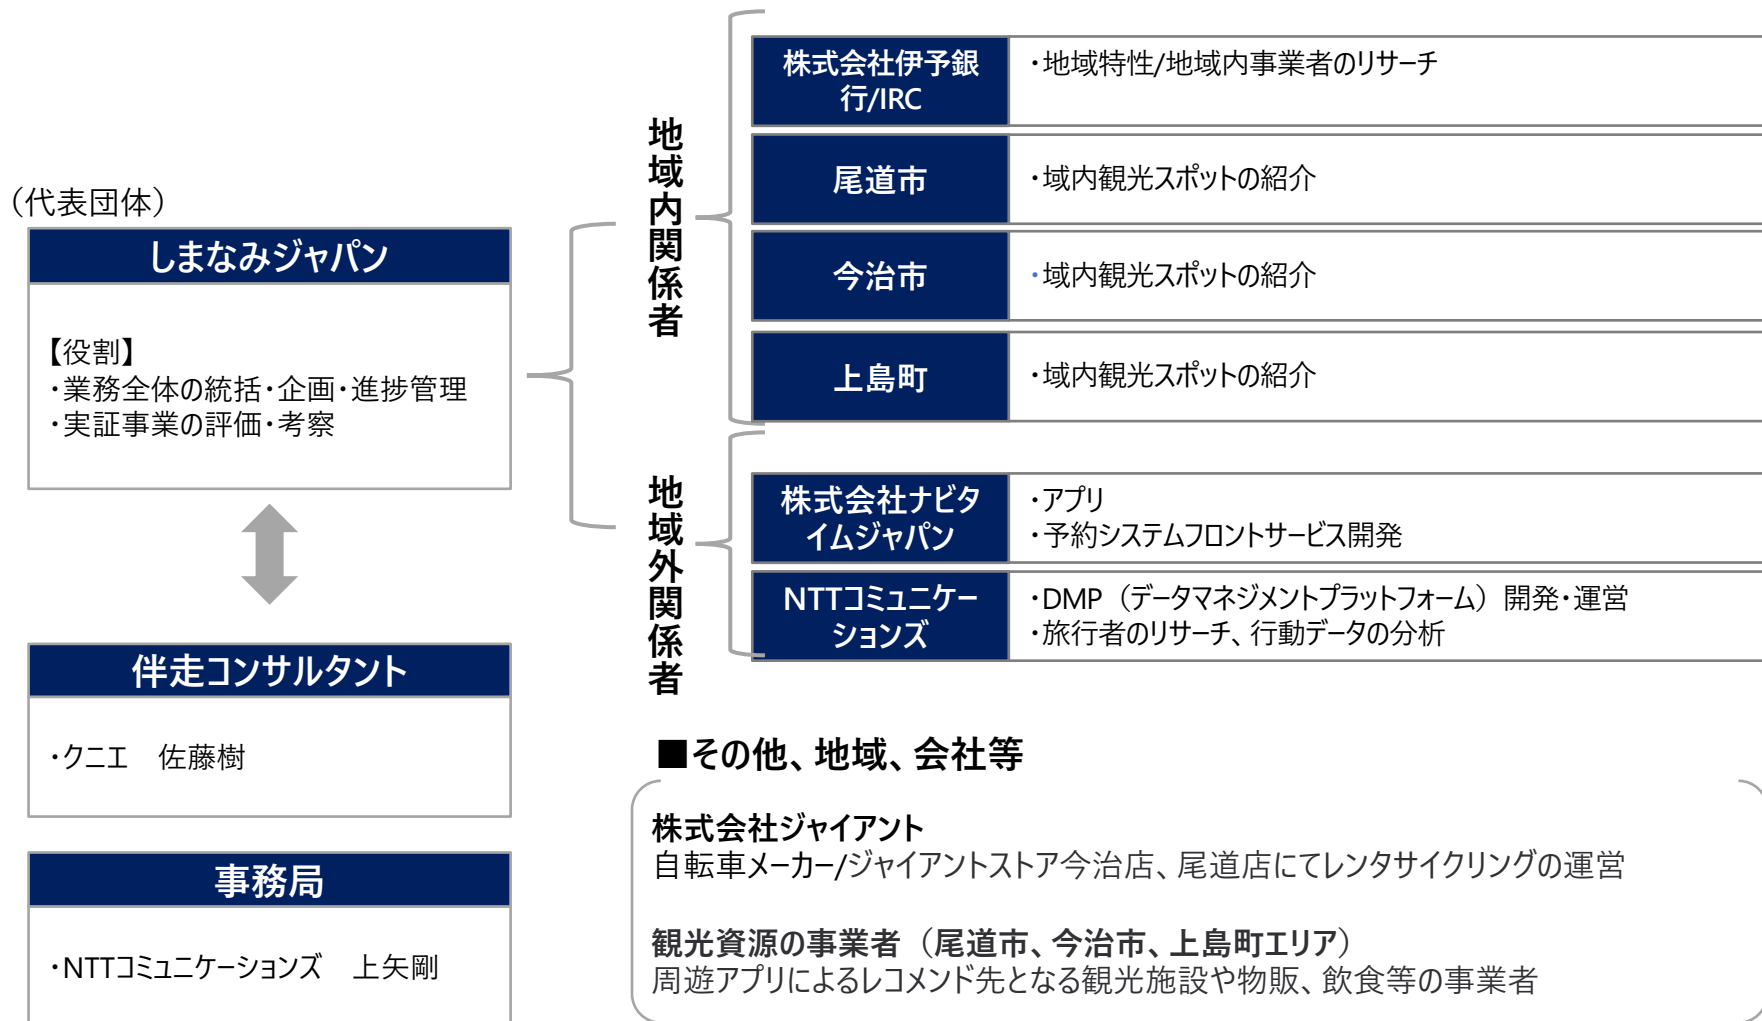 （代表団体）
しまなみジャパン
【役割】
・業務全体の統括・企画・進捗管理
・実証事業の評価・考察
伴走コンサルタント
・クニエ　佐藤樹
事務局
・NTTコミュニケーションズ　上矢剛
地域内関係者
株式会社伊予銀
行/IRC
・地域特性/地域内事業者のリサーチ
尾道市
・域内観光スポットの紹介
今治市
・域内観光スポットの紹介
上島町
・域内観光スポットの紹介
地域外関係者
株式会社ナビタ
イムジャパン
・アプリ
・予約システムフロントサービス開発
NTTコミュニケー
ションズ
・DMP（データマネジメントプラットフォーム）開発・運営
・旅行者のリサーチ、行動データの分析
■その他、地域、会社等
株式会社ジャイアント
自転車メーカー/ジャイアントストア今治店、尾道店にてレンタサイクリングの運営
観光資源の事業者（尾道市、今治市、上島町エリア）
周遊アプリによるレコメンド先となる観光施設や物販、飲食等の事業者